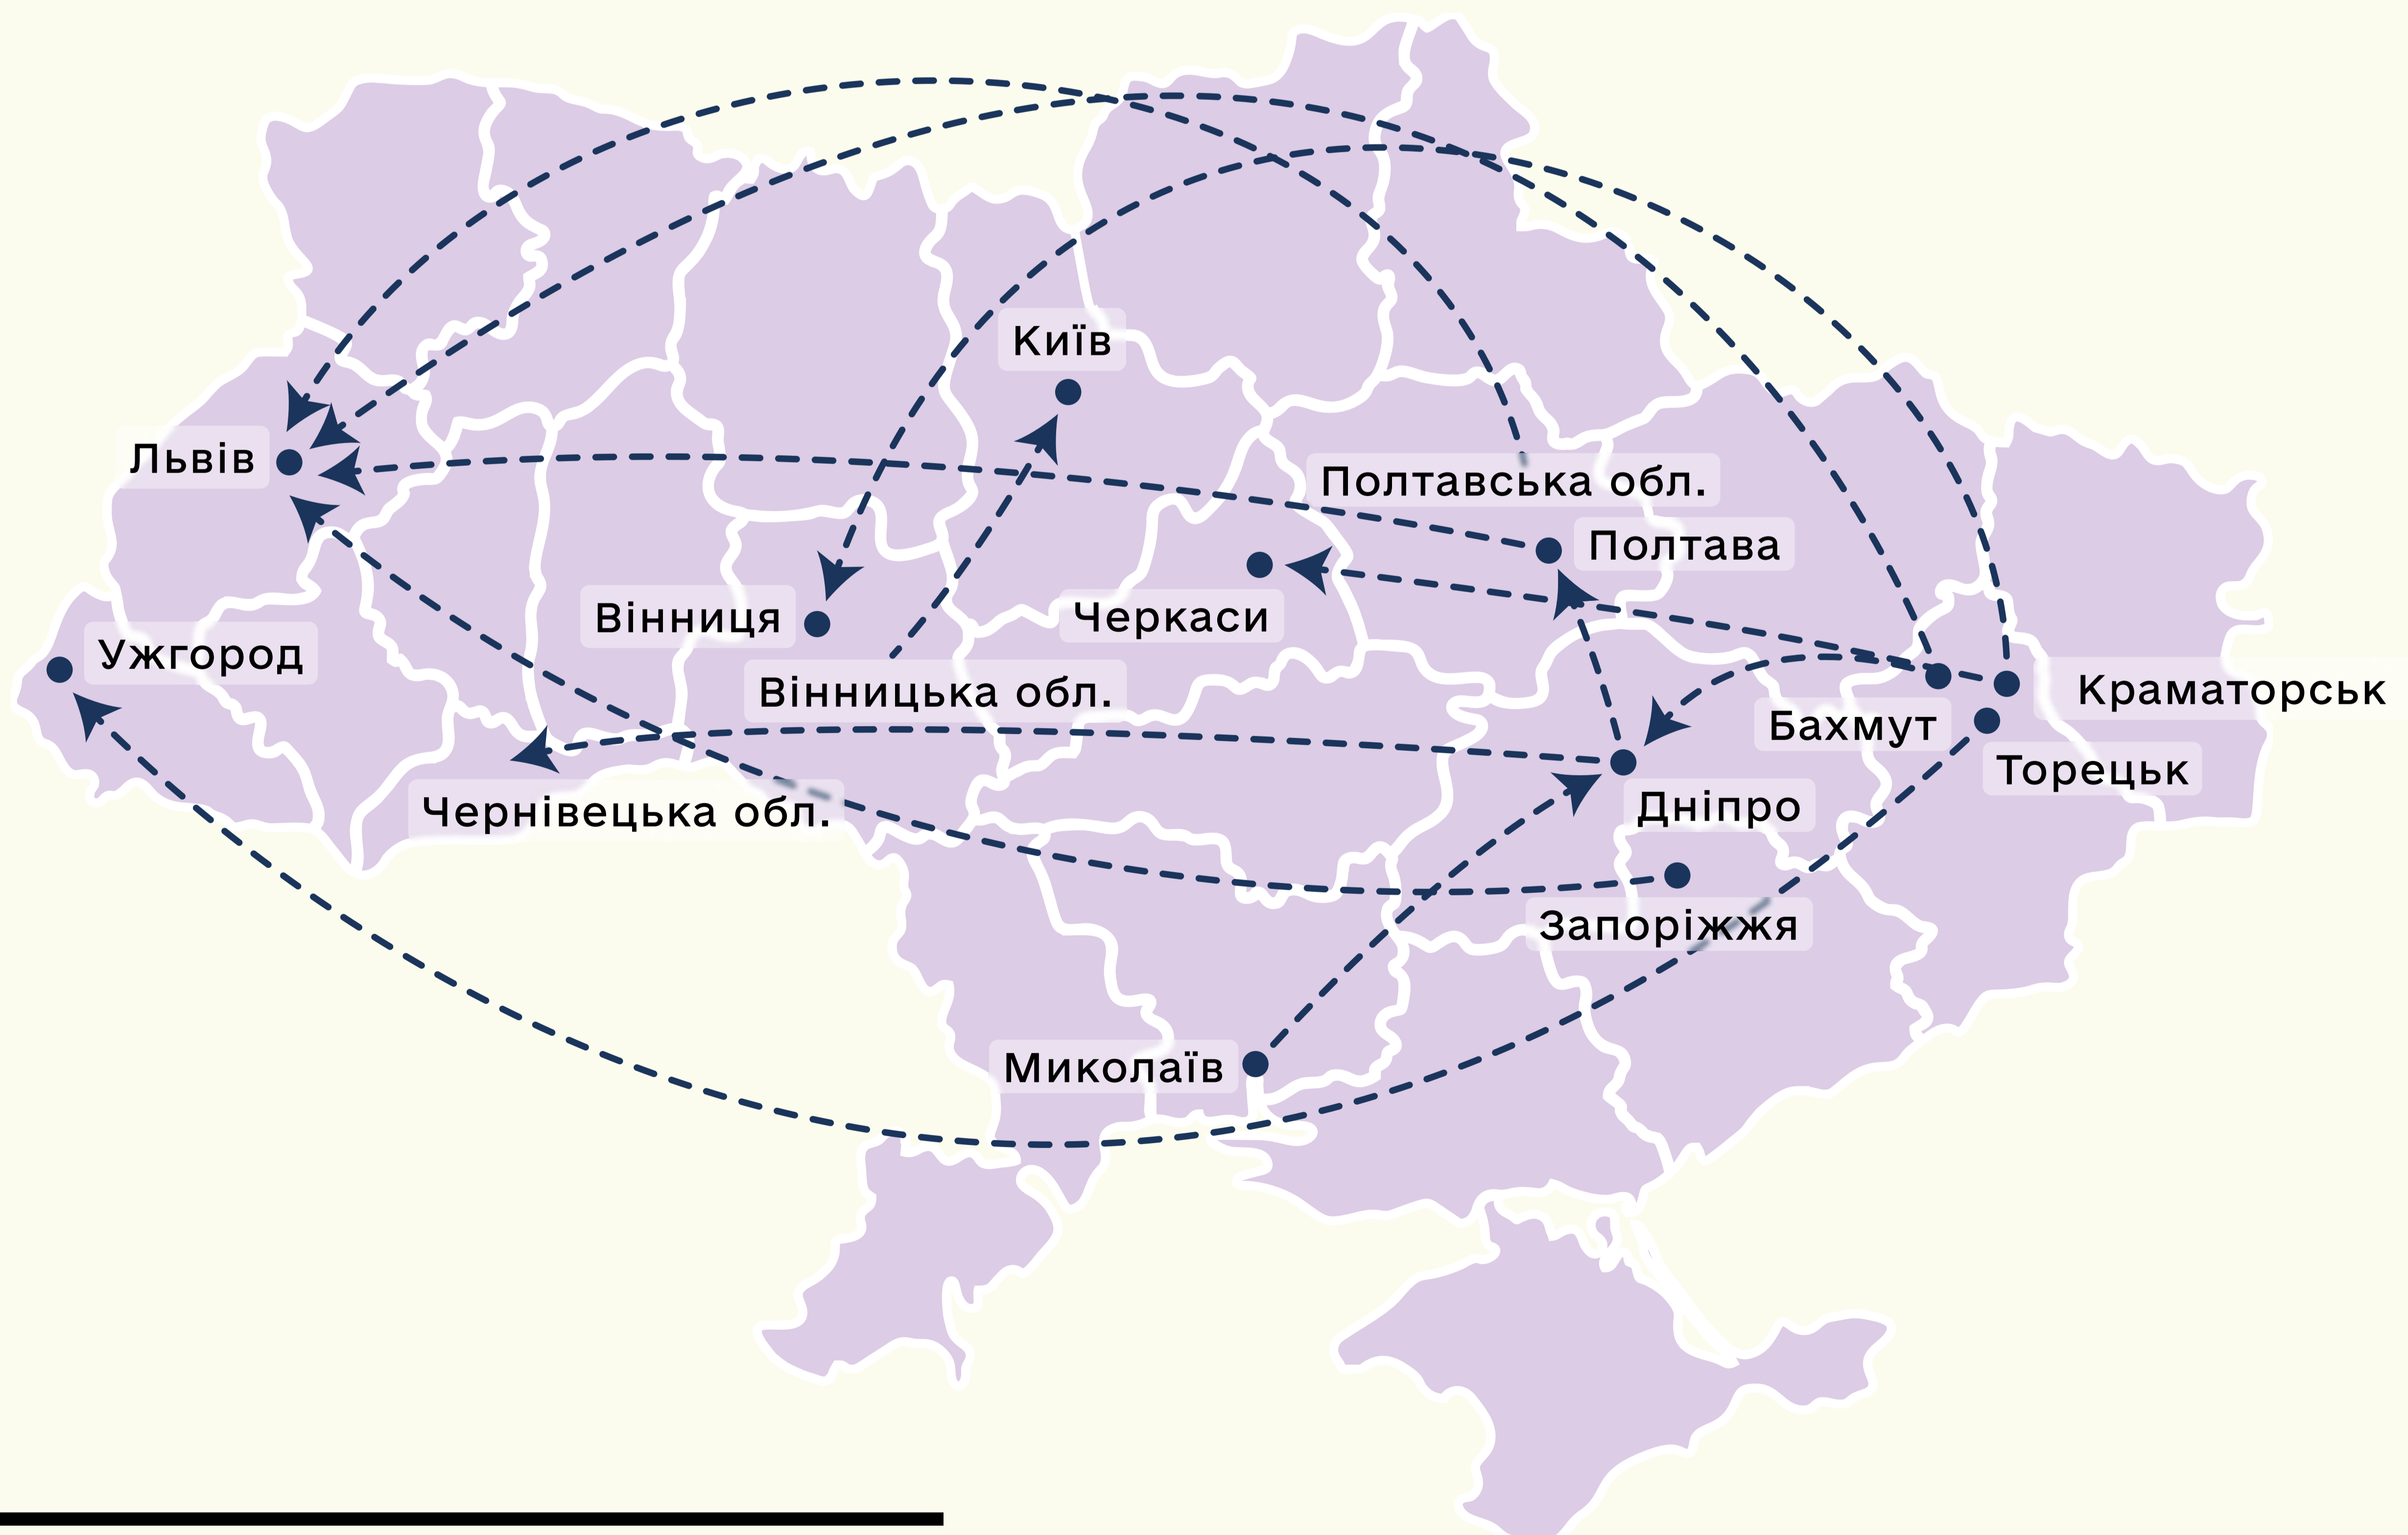 Київ
Львів
Полтавська обл.
Полтава
Вінниця
Черкаси
Ужгород
Вінницька обл.
Краматорськ
Бахмут
Торецьк
Чернівецька обл.
Дніпро
Запоріжжя
Миколаїв